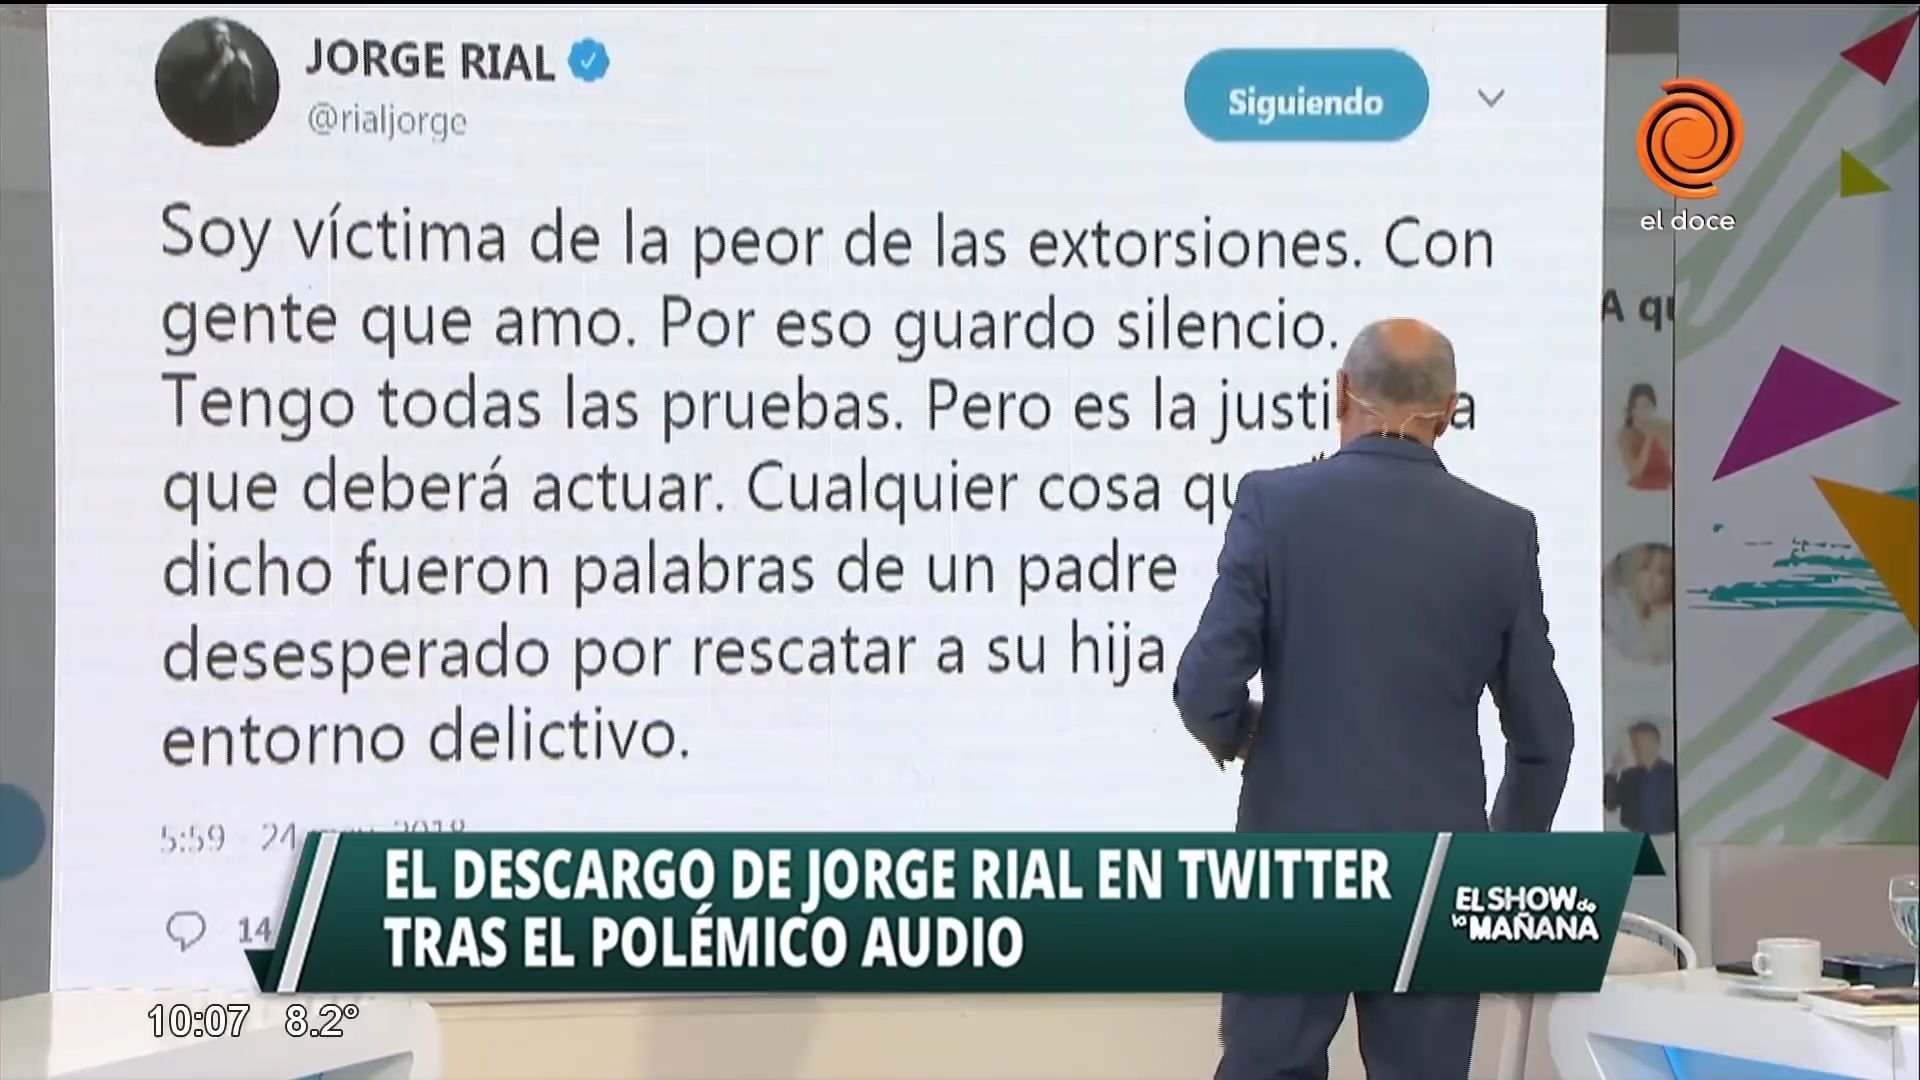 JORGE RIAL
@rialjorge
Siguiendo
el doce
Soy víctima de la peor de las extorsiones. Con
gente que amo. Por eso guardo silencio.
Tengo todas las pruebas. Pero es la
que deberá actuar. Cualquier cosa
dicho fueron palabras de un padre
desesperado por rescatar a su hija
entorno delictivo.
A
5:59 · 24 2018
14
EL DESCARGO DE JORGE RIAL EN TWITTER
TRAS EL POLÉMICO AUDIO
EL SHOW de
la MAÑANA
10:07 8.2°